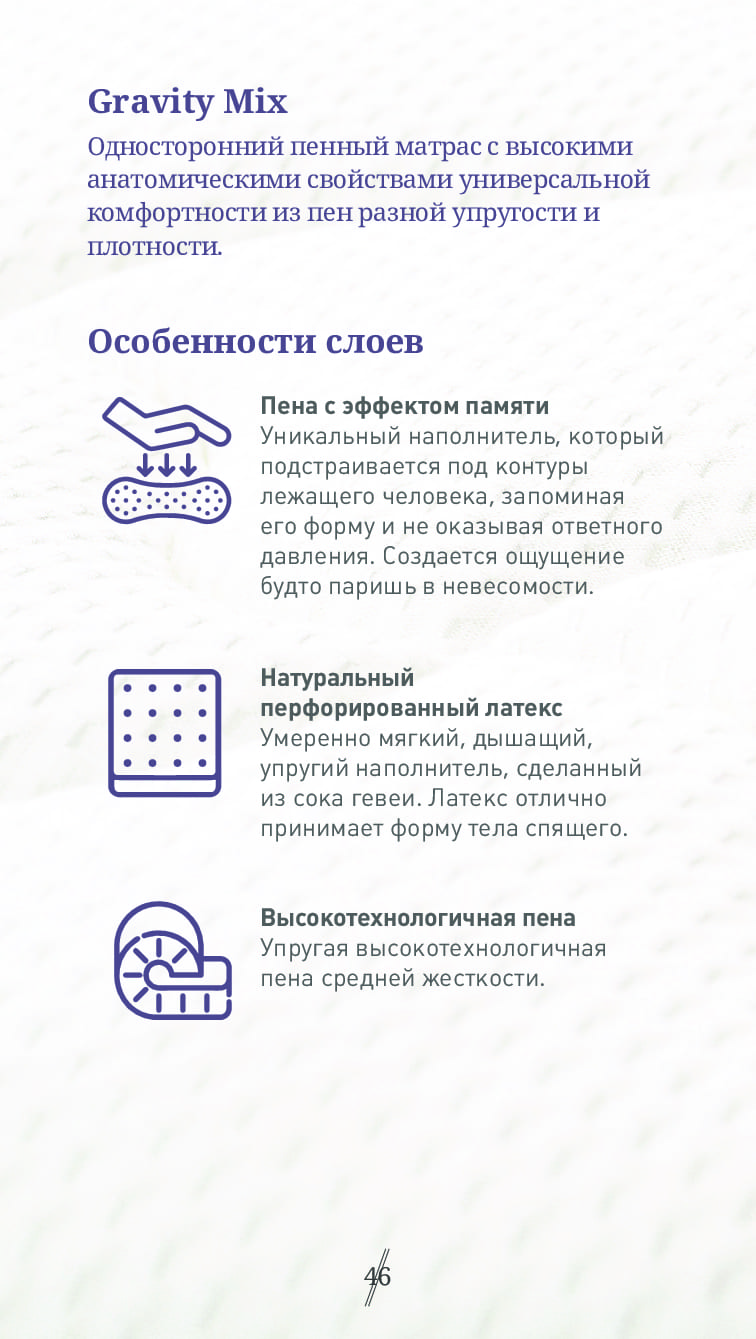 Gravity Mix
Односторонний пенный матрас с высокими
анатомическими свойствами универсальной
комфортности из пен разной упругости и
плотности.
Особенности слоев
Пена с эффектом памяти
Уникальный наполнитель, который
подстраивается под контуры
лежащего человека, запоминая
его форму и не оказывая ответного
давления. Создается ощущение
будто паришь в невесомости.
Натуральный
перфорированный латекс
Умеренно мягкий, дышащий,
упругий наполнитель, сделанный
из сока гевеи. Латекс отлично
принимает форму тела спящего.
Высокотехнологичная пена
Упругая высокотехнологичная
пена средней жесткости.
46